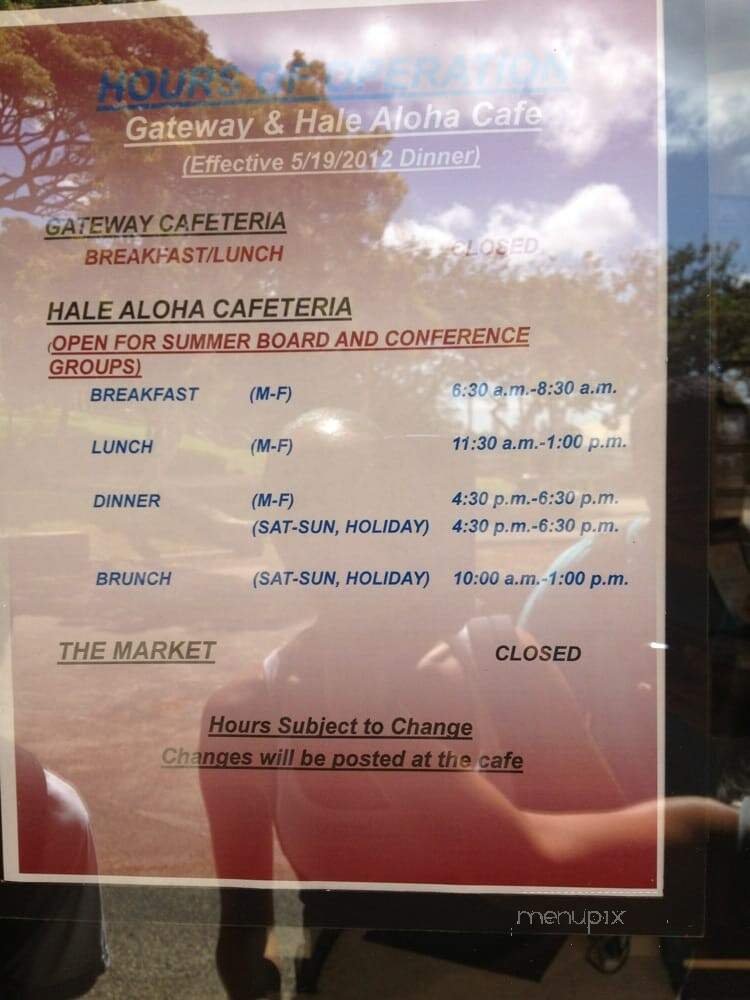 HOURS OF OPERATION
Gateway & Hale Aloha Cafe
(Effective 5/19/2012 Dinner)
GATEWAY CAFETERIA
BREAKFAST/LUNCH CLOSED
HALE ALOHA CAFETERIA
(OPEN FOR SUMMER BOARD AND CONFERENCE
GROUPS)
BREAKFAST (M-F) 6:30 a.m.-8:30 a.m.
LUNCH (M-F) 11:30 a.m.-1:00 p.m.
DINNER (M-F) 4:30 p.m.-6:30 p.m.
(SAT-SUN, HOLIDAY) 4:30 p.m.-6:30 p.m.
BRUNCH (SAT-SUN, HOLIDAY) 10:00 a.m.-1:00 p.m.
THE MARKET CLOSED
Hours Subject to Change
Changes will be posted at the cafe
menupix